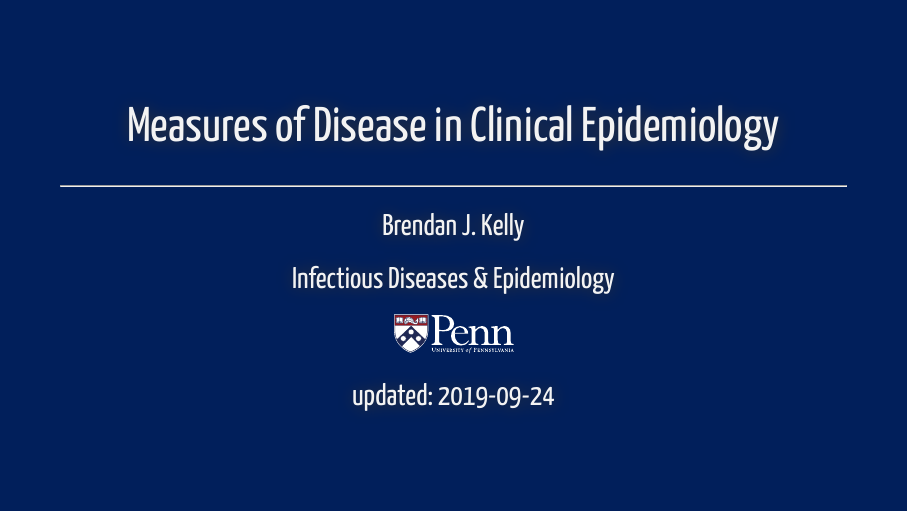 Measures of Disease in Clinical Epidemiology
Brendan J. Kelly
Infectious Diseases & Epidemiology
Penn
University of Pennsylvania
updated: 2019-09-24